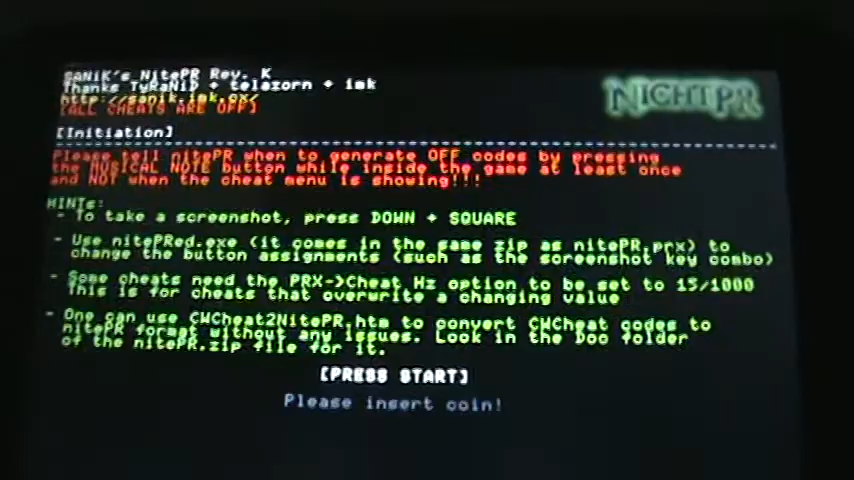 SANiK's NitePR Rev. K
NIGHTPR
Thanks TyRaNiD + telazorn + imk
http://sanik.imk.cx/
[ALL CHEATS ARE OFF]
[Initiation]
Please tell nitePR when to generate OFF codes by pressing
the MUSICAL NOTE button while inside the game at least once
and NOT when the cheat menu is showing!!!
HINTs:
- To take a screenshot, press DOWN + SQUARE
- Use nitePRed.exe (it comes in the same zip as nitePR.prx) to
change the button assignments (such as the screenshot key combo)
- Some cheats need the PRX->Cheat Hz option to be set to 15/1000
This is for cheats that overwrite a changing value
- One can use CWCheat2NitePR.htm to convert CWCheat codes to
nitePR format without any issues. Look in the Doc folder
of the nitePR.zip file for it.
[PRESS START]
Please insert coin!